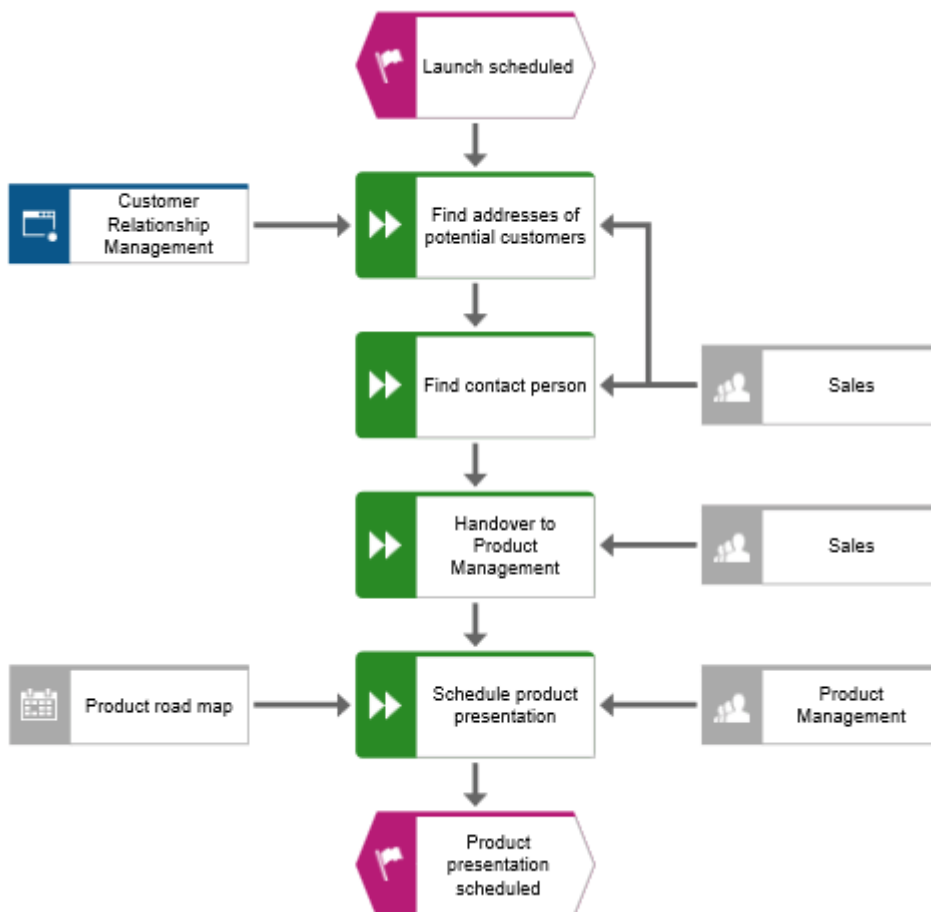 Launch scheduled
Customer
Relationship
Management
Find addresses of
potential customers
Find contact person
Sales
Handover to
Product
Management
Sales
Product road map
Schedule product
presentation
Product
Management
Product
presentation
scheduled